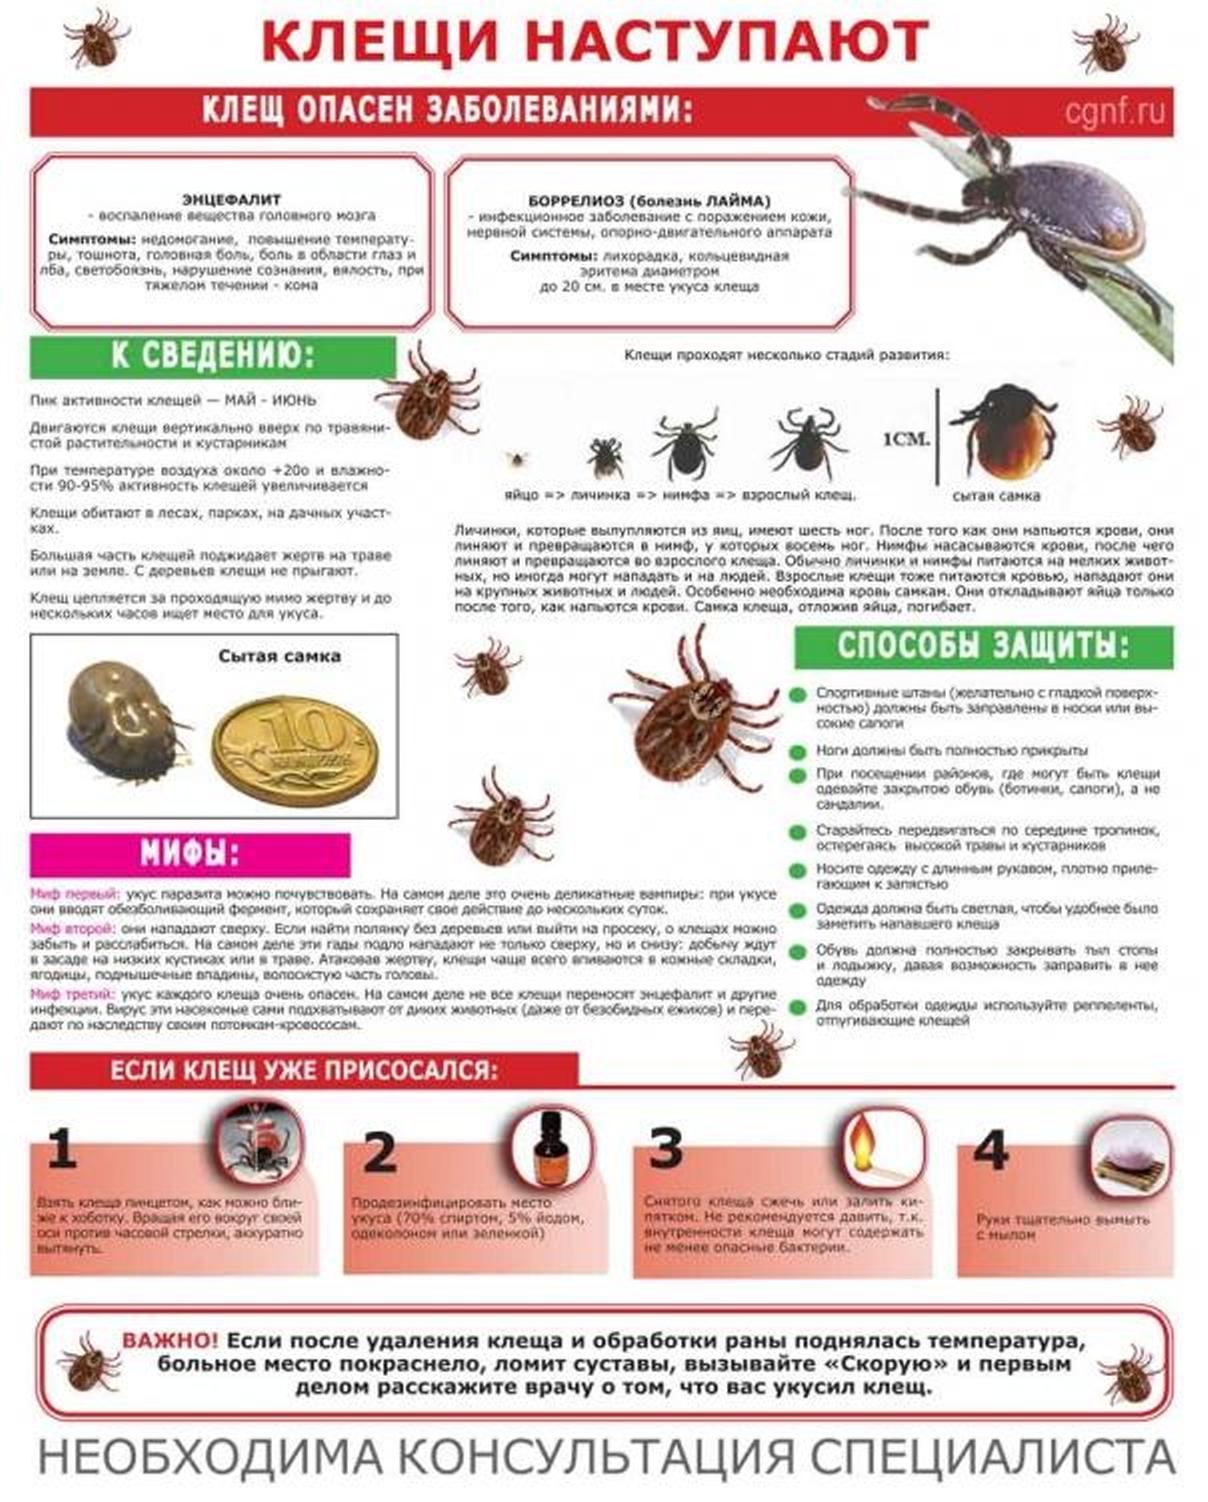 КЛЕЩИ НАСТУПАЮТ
КЛЕЩ ОПАСЕН ЗАБОЛЕВАНИЯМИ:
cgnf.ru
ЭНЦЕФАЛИТ
- воспаление вещества головного мозга
Симптомы: недомогание, повышение температу-
ры, тошнота, головная боль, боль в области глаз и
лба, светобоязнь, нарушение сознания, вялость, при
тяжелом течении - кома
БОРРЕЛИОЗ (болезнь ЛАЙМА)
- инфекционное заболевание с поражением кожи,
нервной системы, опорно-двигательного аппарата
Симптомы: лихорадка, кольцевидная
эритема диаметром
до 20 см. в месте укуса клеща
К СВЕДЕНИЮ:
Пик активности клещей — МАЙ - ИЮНЬ
Двигаются клещи вертикально вверх по травяни-
стой растительности и кустарникам
При температуре воздуха около +20о и влажно-
сти 90-95% активность клещей увеличивается
Клещи обитают в лесах, парках, на дачных участ-
ках.
Большая часть клещей поджидает жертв на траве
или на земле. С деревьев клещи не прыгают.
Клещ цепляется за проходящую мимо жертву и до
нескольких часов ищет место для укуса.
Клещи проходят несколько стадий развития:
1СМ.
яйцо => личинка => нимфа => взрослый клещ.
сытая самка
Личинки, которые вылупляются из яиц, имеют шесть ног. После того как они напьются крови, они
линяют и превращаются в нимф, у которых восемь ног. Нимфы насасываются крови, после чего
линяют и превращаются во взрослого клеща. Обычно личинки и нимфы питаются на мелких живот-
ных, но иногда могут нападать и на людей. Взрослые клещи тоже питаются кровью, нападают они
на крупных животных и людей. Особенно необходима кровь самкам. Они откладывают яйца только
после того, как напьются крови. Самка клеща, отложив яйца, погибает.
Сытая самка
10
СПОСОБЫ ЗАЩИТЫ:
Спортивные штаны (желательно с гладкой поверх-
ностью) должны быть заправлены в носки или вы-
сокие сапоги
Ноги должны быть полностью прикрыты
При посещении районов, где могут быть клещи
одевайте закрытою обувь (ботинки, сапоги), а не
сандалии.
Старайтесь передвигаться по середине тропинок,
остерегаясь высокой травы и кустарников
Носите одежду с длинным рукавом, плотно приле-
гающим к запястью
Одежда должна быть светлая, чтобы удобнее было
заметить напавшего клеща
Обувь должна полностью закрывать тыл стопы
и лодыжку, давая возможность заправить в нее
одежду
Для обработки одежды используйте реппеленты,
отпугивающие клещей
МИФЫ:
Миф первый: укус паразита можно почувствовать. На самом деле это очень деликатные вампиры: при укусе
они вводят обезболивающий фермент, который сохраняет свое действие до нескольких суток.
Миф второй: они нападают сверху. Если найти полянку без деревьев или выйти на просеку, о клещах можно
забыть и расслабиться. На самом деле эти гады подло нападают не только сверху, но и снизу: добычу ждут
в засаде на низких кустиках или в траве. Атаковав жертву, клещи чаще всего впиваются в кожные складки,
ягодицы, подмышечные впадины, волосистую часть головы.
Миф третий: укус каждого клеща очень опасен. На самом деле не все клещи переносят энцефалит и другие
инфекции. Вирус эти насекомые сами подхватывают от диких животных (даже от безобидных ежиков) и пере-
дают по наследству своим потомкам-кровососам.
ЕСЛИ КЛЕЩ УЖЕ ПРИСОСАЛСЯ:
1
Взять клеща пинцетом, как можно бли-
же к хоботку. Вращая его вокруг своей
оси против часовой стрелки, аккуратно
вытянуть.
2
Продезинфицировать место
укуса (70% спиртом, 5% йодом,
одеколоном или зеленкой)
3
Снятого клеща сжечь или залить ки-
пятком. Не рекомендуется давить, т.к.
внутренности клеща могут содержать
не менее опасные бактерии.
4
Руки тщательно вымыть
с мылом
ВАЖНО! Если после удаления клеща и обработки раны поднялась температура,
больное место покраснело, ломит суставы, вызывайте «Скорую» и первым
делом расскажите врачу о том, что вас укусил клещ.
НЕОБХОДИМА КОНСУЛЬТАЦИЯ СПЕЦИАЛИСТА